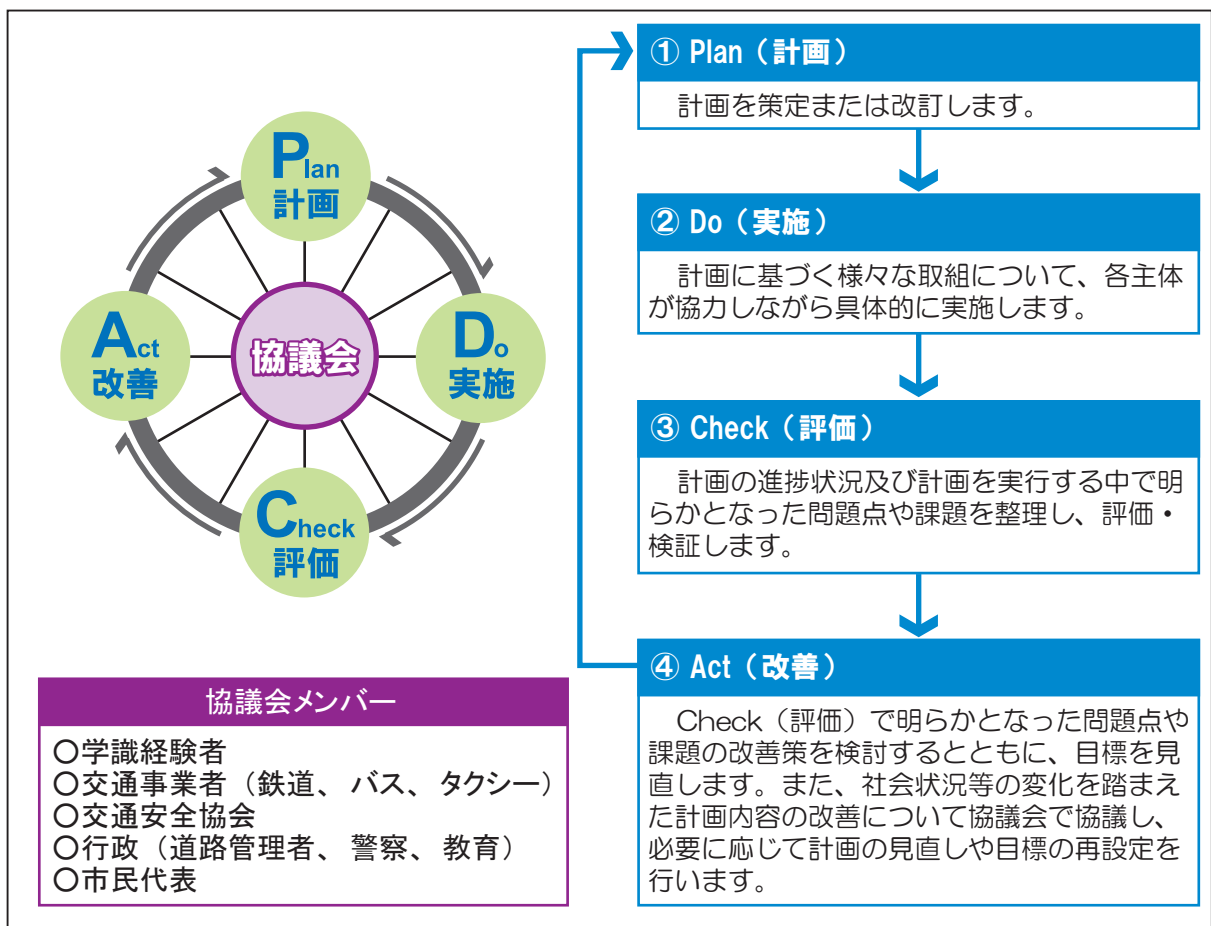 Plan
計画
Act
改善
協議会
Do
実施
Check
評価
協議会メンバー
〇学識経験者
〇交通事業者（鉄道、バス、タクシー）
〇交通安全協会
〇行政（道路管理者、警察、教育）
〇市民代表
① Plan（計画）
計画を策定または改訂します。
② Do（実施）
計画に基づく様々な取組について、各主体
が協力しながら具体的に実施します。
③ Check（評価）
計画の進捗状況及び計画を実行する中で明
らかとなった問題点や課題を整理し、評価・
検証します。
④ Act（改善）
Check（評価）で明らかとなった問題点や
課題の改善策を検討するとともに、目標を見
直します。また、社会状況等の変化を踏まえ
た計画内容の改善について協議会で協議し、
必要に応じて計画の見直しや目標の再設定を
行います。